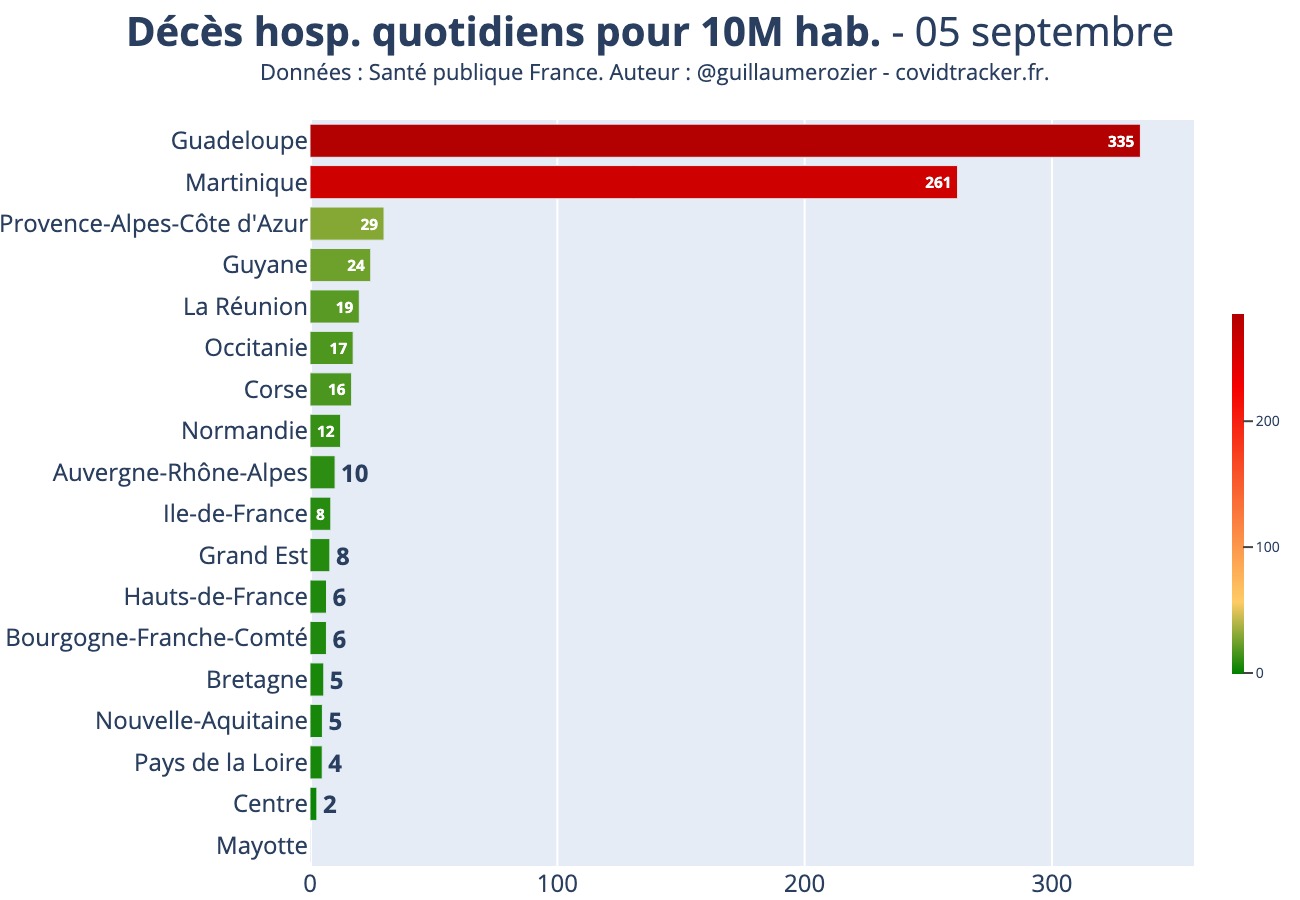 Décès hosp. quotidiens pour 10M hab. - 05 septembre
Données : Santé publique France. Auteur : @guillaumerozier - covidtracker.fr.
Guadeloupe 335
Martinique 261
Provence-Alpes-Côte d'Azur 29
Guyane 24
La Réunion 19
Occitanie 17
Corse 16
Normandie 12
Auvergne-Rhône-Alpes 10
Ile-de-France 8
Grand Est 8
Hauts-de-France 6
Bourgogne-Franche-Comté 6
Bretagne 5
Nouvelle-Aquitaine 5
Pays de la Loire 4
Centre 2
Mayotte
0 100 200 300
200
100
0